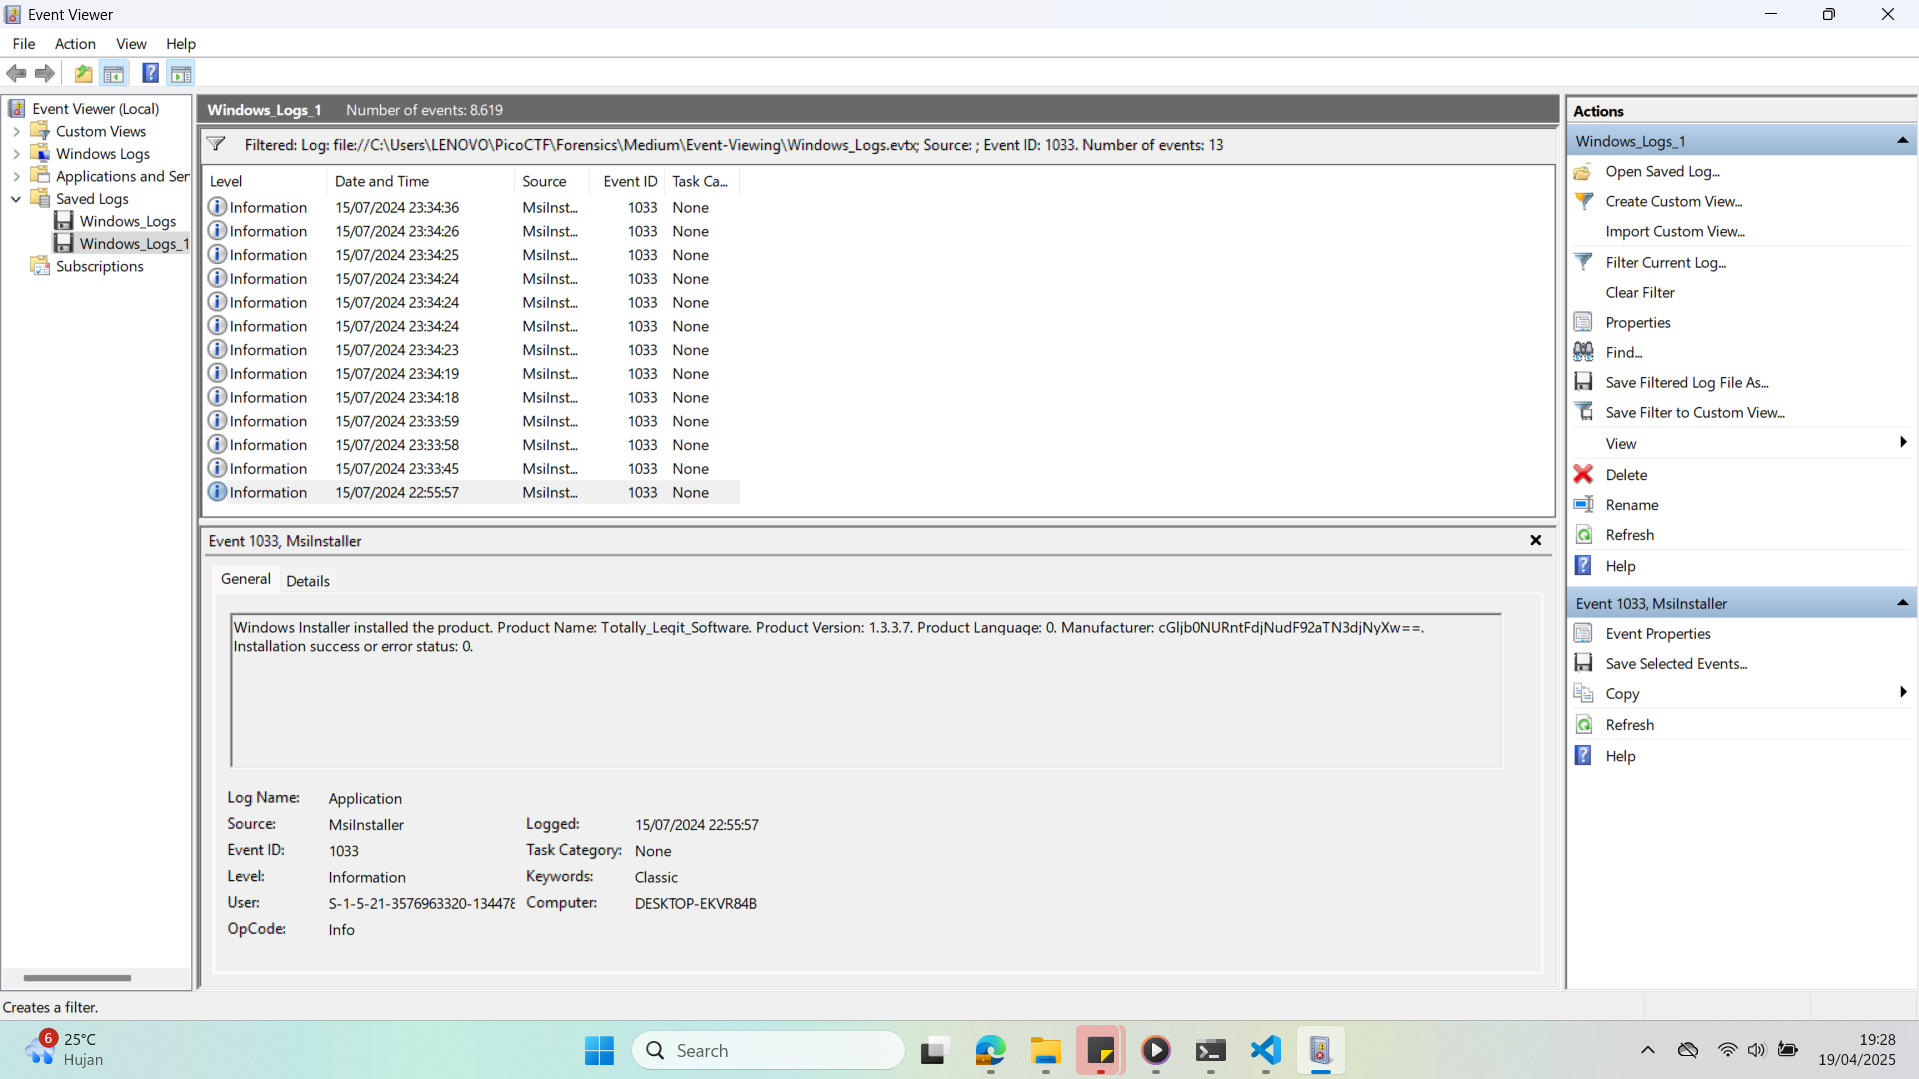 Event Viewer
File Action View Help
Event Viewer (Local)
Custom Views
Windows Logs
Applications and Ser
Saved Logs
Windows_Logs
Windows_Logs_1
Subscriptions
Windows_Logs_1 Number of events: 8.619
Filtered: Log: file://C:\Users\LENOVO\PicoCTF\Forensics\Medium\Event-Viewing\Windows_Logs.evtx; Source: ; Event ID: 1033. Number of events: 13
Level Date and Time Source Event ID Task Ca...
Information 15/07/2024 23:34:36 MsiInst... 1033 None
Information 15/07/2024 23:34:26 MsiInst... 1033 None
Information 15/07/2024 23:34:25 MsiInst... 1033 None
Information 15/07/2024 23:34:24 MsiInst... 1033 None
Information 15/07/2024 23:34:24 MsiInst... 1033 None
Information 15/07/2024 23:34:24 MsiInst... 1033 None
Information 15/07/2024 23:34:23 MsiInst... 1033 None
Information 15/07/2024 23:34:19 MsiInst... 1033 None
Information 15/07/2024 23:34:18 MsiInst... 1033 None
Information 15/07/2024 23:33:59 MsiInst... 1033 None
Information 15/07/2024 23:33:58 MsiInst... 1033 None
Information 15/07/2024 23:33:45 MsiInst... 1033 None
Information 15/07/2024 22:55:57 MsiInst... 1033 None
Event 1033, MsiInstaller
General Details
Windows Installer installed the product. Product Name: Totally_Legit_Software. Product Version: 1.3.3.7. Product Language: 0. Manufacturer: cGljb0NURntFdjNudF92aTN3djNyXw==.
Installation success or error status: 0.
Log Name: Application
Source: MsiInstaller Logged: 15/07/2024 22:55:57
Event ID: 1033 Task Category: None
Level: Information Keywords: Classic
User: S-1-5-21-3576963320-134478 Computer: DESKTOP-EKVR84B
OpCode: Info
Actions
Windows_Logs_1
Open Saved Log...
Create Custom View...
Import Custom View...
Filter Current Log...
Clear Filter
Properties
Find...
Save Filtered Log File As...
Save Filter to Custom View...
View
Delete
Rename
Refresh
Help
Event 1033, MsiInstaller
Event Properties
Save Selected Events...
Copy
Refresh
Help
Creates a filter.
6
25°C
Hujan
Search
19:28
19/04/2025